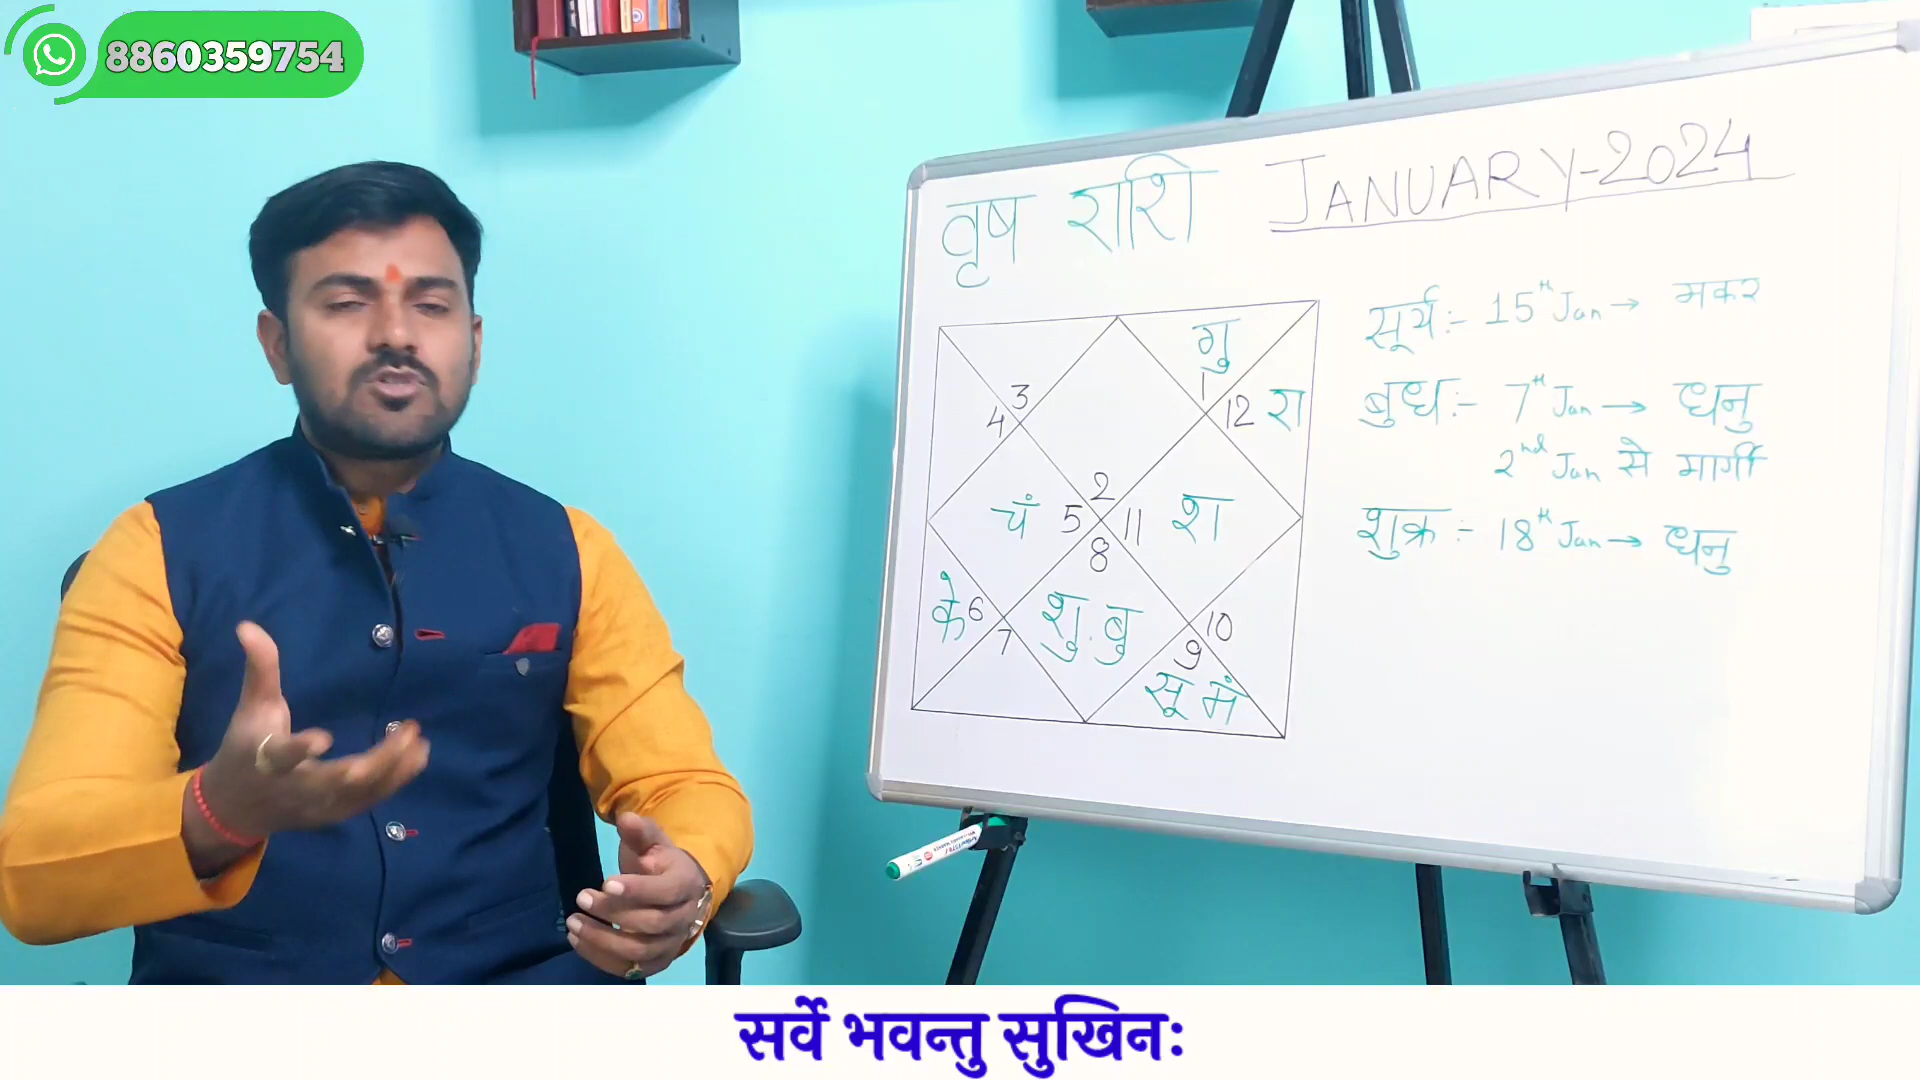 8860359754
वृष राशि JANUARY-2024
सूर्य:- 15th Jan → मकर
बुध:- 7th Jan → धनु
2nd Jan से मार्गी
शुक्र:- 18th Jan → धनु
गु
1
12 रा
3
4
2
चं 5
11 श
8
के 6
7
शु. बु
10
9
सू मं
सर्वे भवन्तु सुखिनः